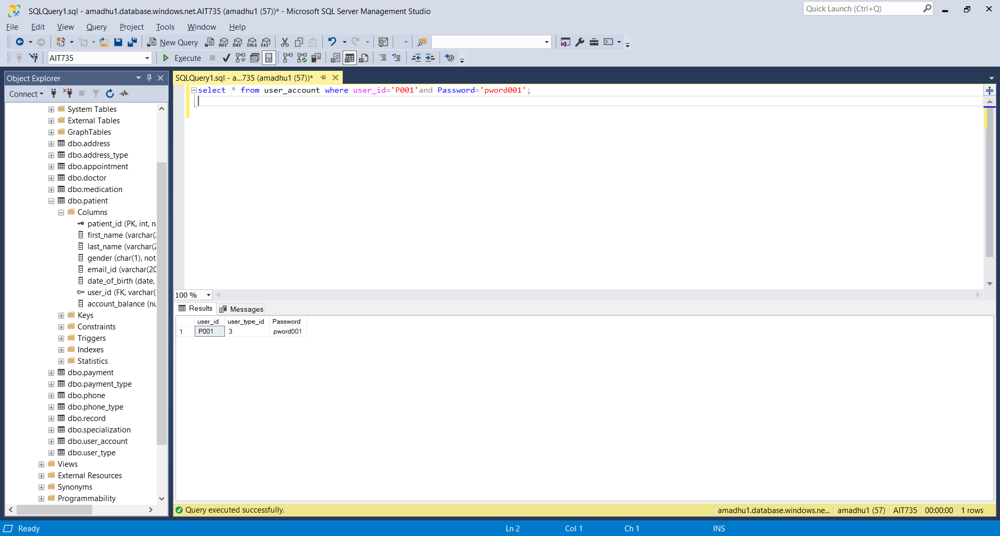 SQLQuery1.sql - amadhu1.database.windows.net.AIT735 (amadhu1 (57))* - Microsoft SQL Server Management Studio
Quick Launch (Ctrl+Q)
File Edit View Query Project Tools Window Help
New Query MDX DMX XMLA DAX
AIT735 Execute
Object Explorer
SQLQuery1.sql - a...735 (amadhu1 (57))*
Connect
select * from user_account where user_id='P001'and Password='pword001';
System Tables
External Tables
GraphTables
dbo.address
dbo.address_type
dbo.appointment
dbo.doctor
dbo.medication
dbo.patient
Columns
patient_id (PK, int, n
first_name (varchar(
last_name (varchar(2
gender (char(1), not
email_id (varchar(20
date_of_birth (date,
user_id (FK, varchar(
account_balance (nu
Keys
Constraints
Triggers
Indexes
Statistics
dbo.payment
dbo.payment_type
dbo.phone
dbo.phone_type
dbo.record
dbo.specialization
dbo.user_account
dbo.user_type
Views
External Resources
Synonyms
Programmability
100 %
Results Messages
user_id user_type_id Password
1 P001 3 pword001
Query executed successfully.
amadhu1.database.windows.ne... amadhu1 (57) AIT735 00:00:00 1 rows
Ready Ln 2 Col 1 Ch 1 INS